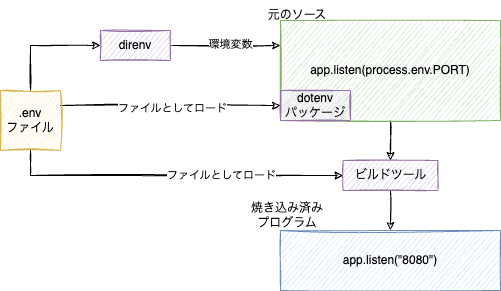 元のソース
direnv
環境変数
app.listen(process.env.PORT)
.env
ファイル
ファイルとしてロード
dotenv
パッケージ
ファイルとしてロード
ビルドツール
焼き込み済み
プログラム
app.listen("8080")